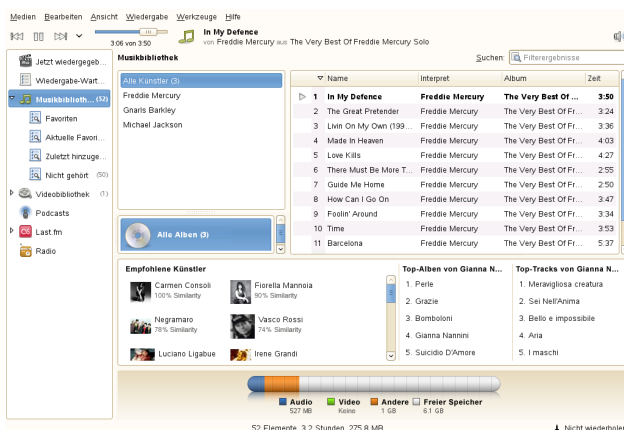 Medien Bearbeiten Ansicht Wiedergabe Werkzeuge Hilfe
3:06 von 3:50
In My Defence
von Freddie Mercury aus The Very Best Of Freddie Mercury Solo
Jetzt wiedergegeb...
Wiedergabe-Wart...
Musikbiblioth... (52)
Favoriten
Aktuelle Favori...
Zuletzt hinzuge...
Nicht gehört (50)
Videobibliothek (1)
Podcasts
Last.fm
Radio
Musikbibliothek
Suchen: Filterergebnisse
Alle Künstler (3)
Freddie Mercury
Gnarls Barkley
Michael Jackson
Alle Alben (3)
Name Interpret Album Zeit
1 In My Defence Freddie Mercury The Very Best Of ... 3:50
2 The Great Pretender Freddie Mercury The Very Best Of Fr... 3:24
3 Livin On My Own (199... Freddie Mercury The Very Best Of Fr... 3:36
4 Made In Heaven Freddie Mercury The Very Best Of Fr... 4:03
5 Love Kills Freddie Mercury The Very Best Of Fr... 4:27
6 There Must Be More T... Freddie Mercury The Very Best Of Fr... 2:55
7 Guide Me Home Freddie Mercury The Very Best Of Fr... 2:50
8 How Can I Go On Freddie Mercury The Very Best Of Fr... 3:47
9 Foolin' Around Freddie Mercury The Very Best Of Fr... 3:34
10 Time Freddie Mercury The Very Best Of Fr... 3:53
11 Barcelona Freddie Mercury The Very Best Of Fr... 5:37
Empfohlene Künstler
Carmen Consoli
100% Similarity
Fiorella Mannoia
90% Similarity
Negramaro
78% Similarity
Vasco Rossi
74% Similarity
Luciano Ligabue
Irene Grandi
Top-Alben von Gianna N...
1. Perle
2. Grazie
3. Bomboloni
4. Gianna Nannini
5. Suicidio D'Amore
Top-Tracks von Gianna N...
1. Meravigliosa creatura
2. Sei Nell'Anima
3. Bello e impossibile
4. Aria
5. I maschi
Audio
527 MB
Video
Keine
Andere
1 GB
Freier Speicher
6.1 GB
52 Elemente, 3,2 Stunden, 275,8 MB
Nicht wiederholen